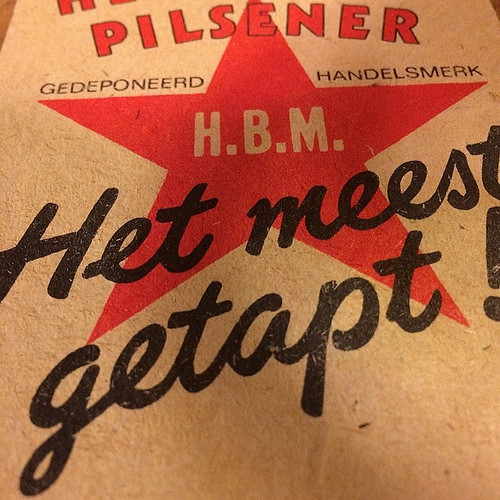 PILSENER
GEDEPONEERD HANDELSMERK
H.B.M.
Het meest
getapt!